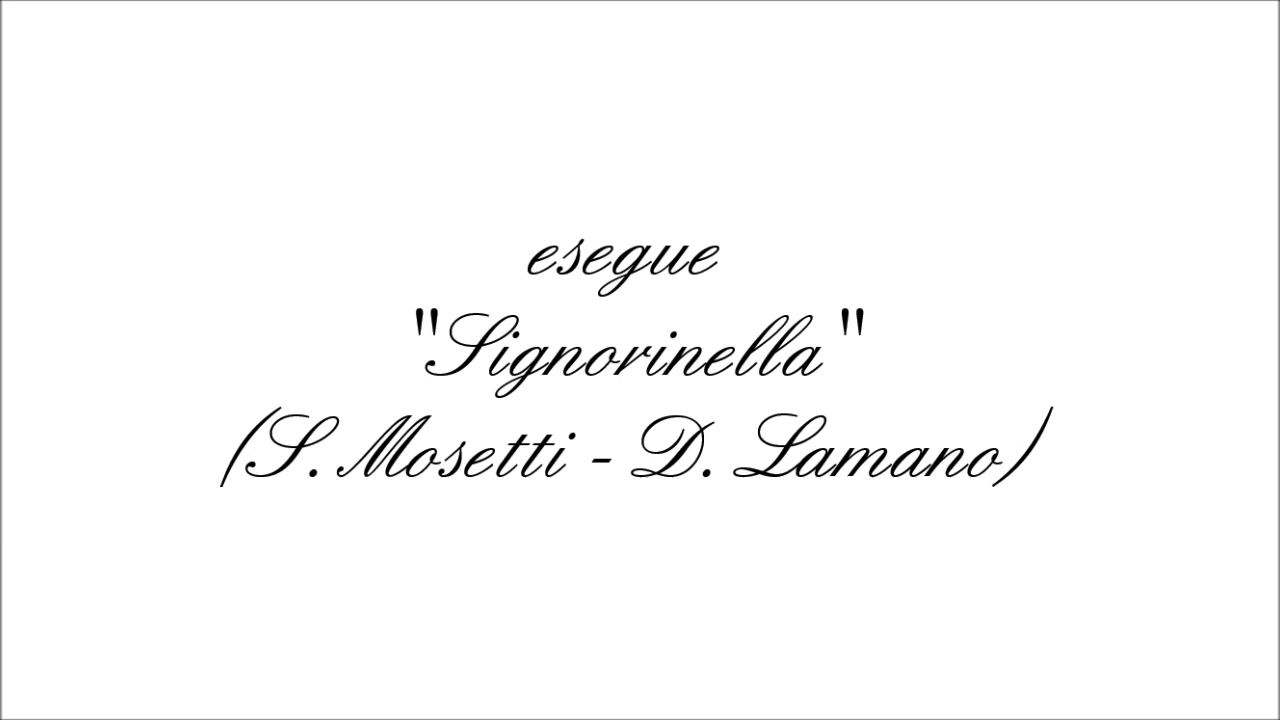 esegue
"Signorinella"
(S. Mosetti - D. Lamano)